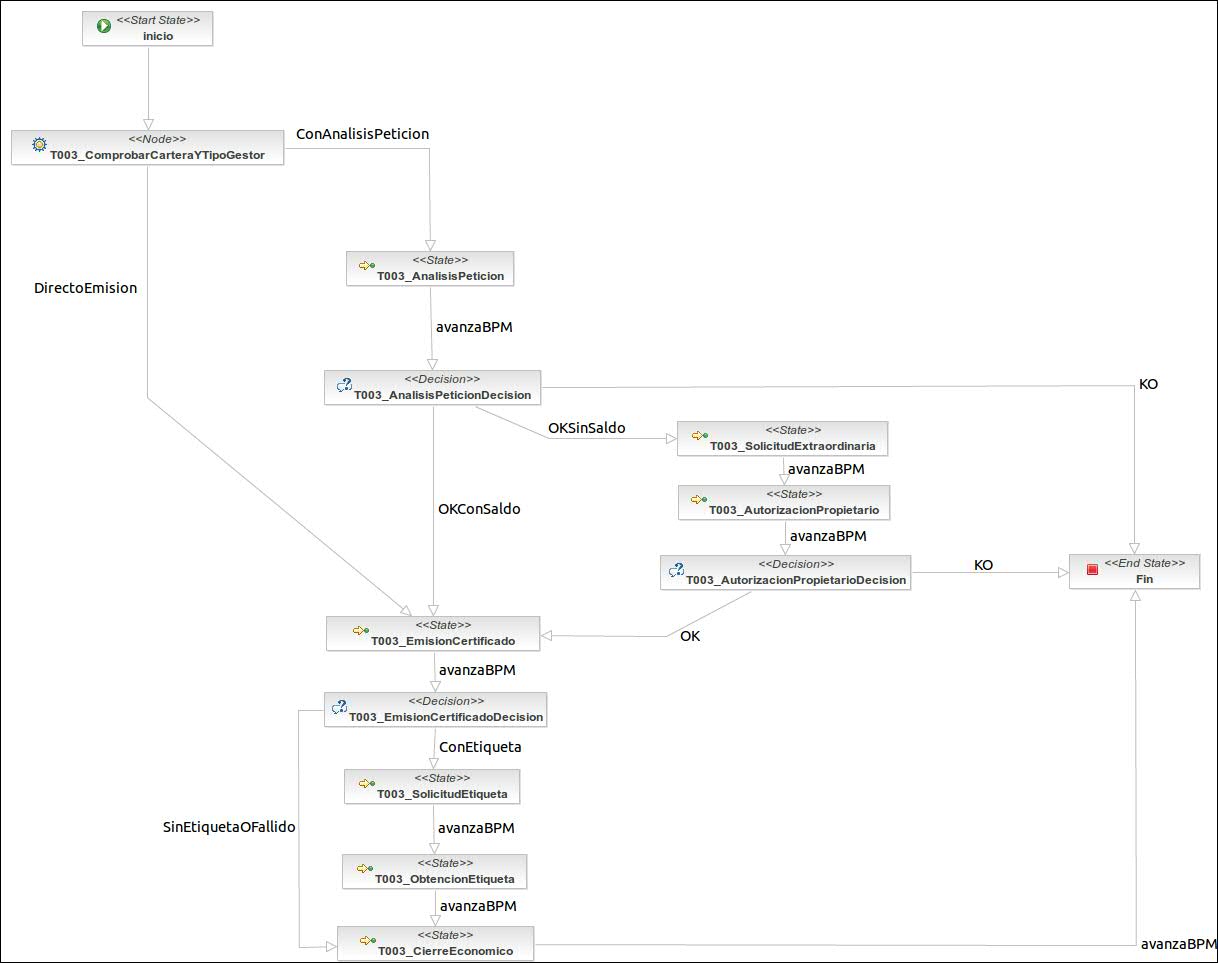 <<Start State>>
inicio
<<Node>>
T003_ComprobarCarteraYTipoGestor
ConAnalisisPeticion
<<State>>
T003_AnalisisPeticion
DirectoEmision
avanzaBPM
<<Decision>>
T003_AnalisisPeticionDecision
KO
OKSinSaldo
<<State>>
T003_SolicitudExtraordinaria
avanzaBPM
<<State>>
T003_AutorizacionPropietario
OKConSaldo
avanzaBPM
<<Decision>>
T003_AutorizacionPropietarioDecision
KO
<<End State>>
Fin
<<State>>
T003_EmisionCertificado
OK
avanzaBPM
<<Decision>>
T003_EmisionCertificadoDecision
ConEtiqueta
<<State>>
T003_SolicitudEtiqueta
SinEtiquetaOFallido
avanzaBPM
<<State>>
T003_ObtencionEtiqueta
avanzaBPM
<<State>>
T003_CierreEconomico
avanzaBPM